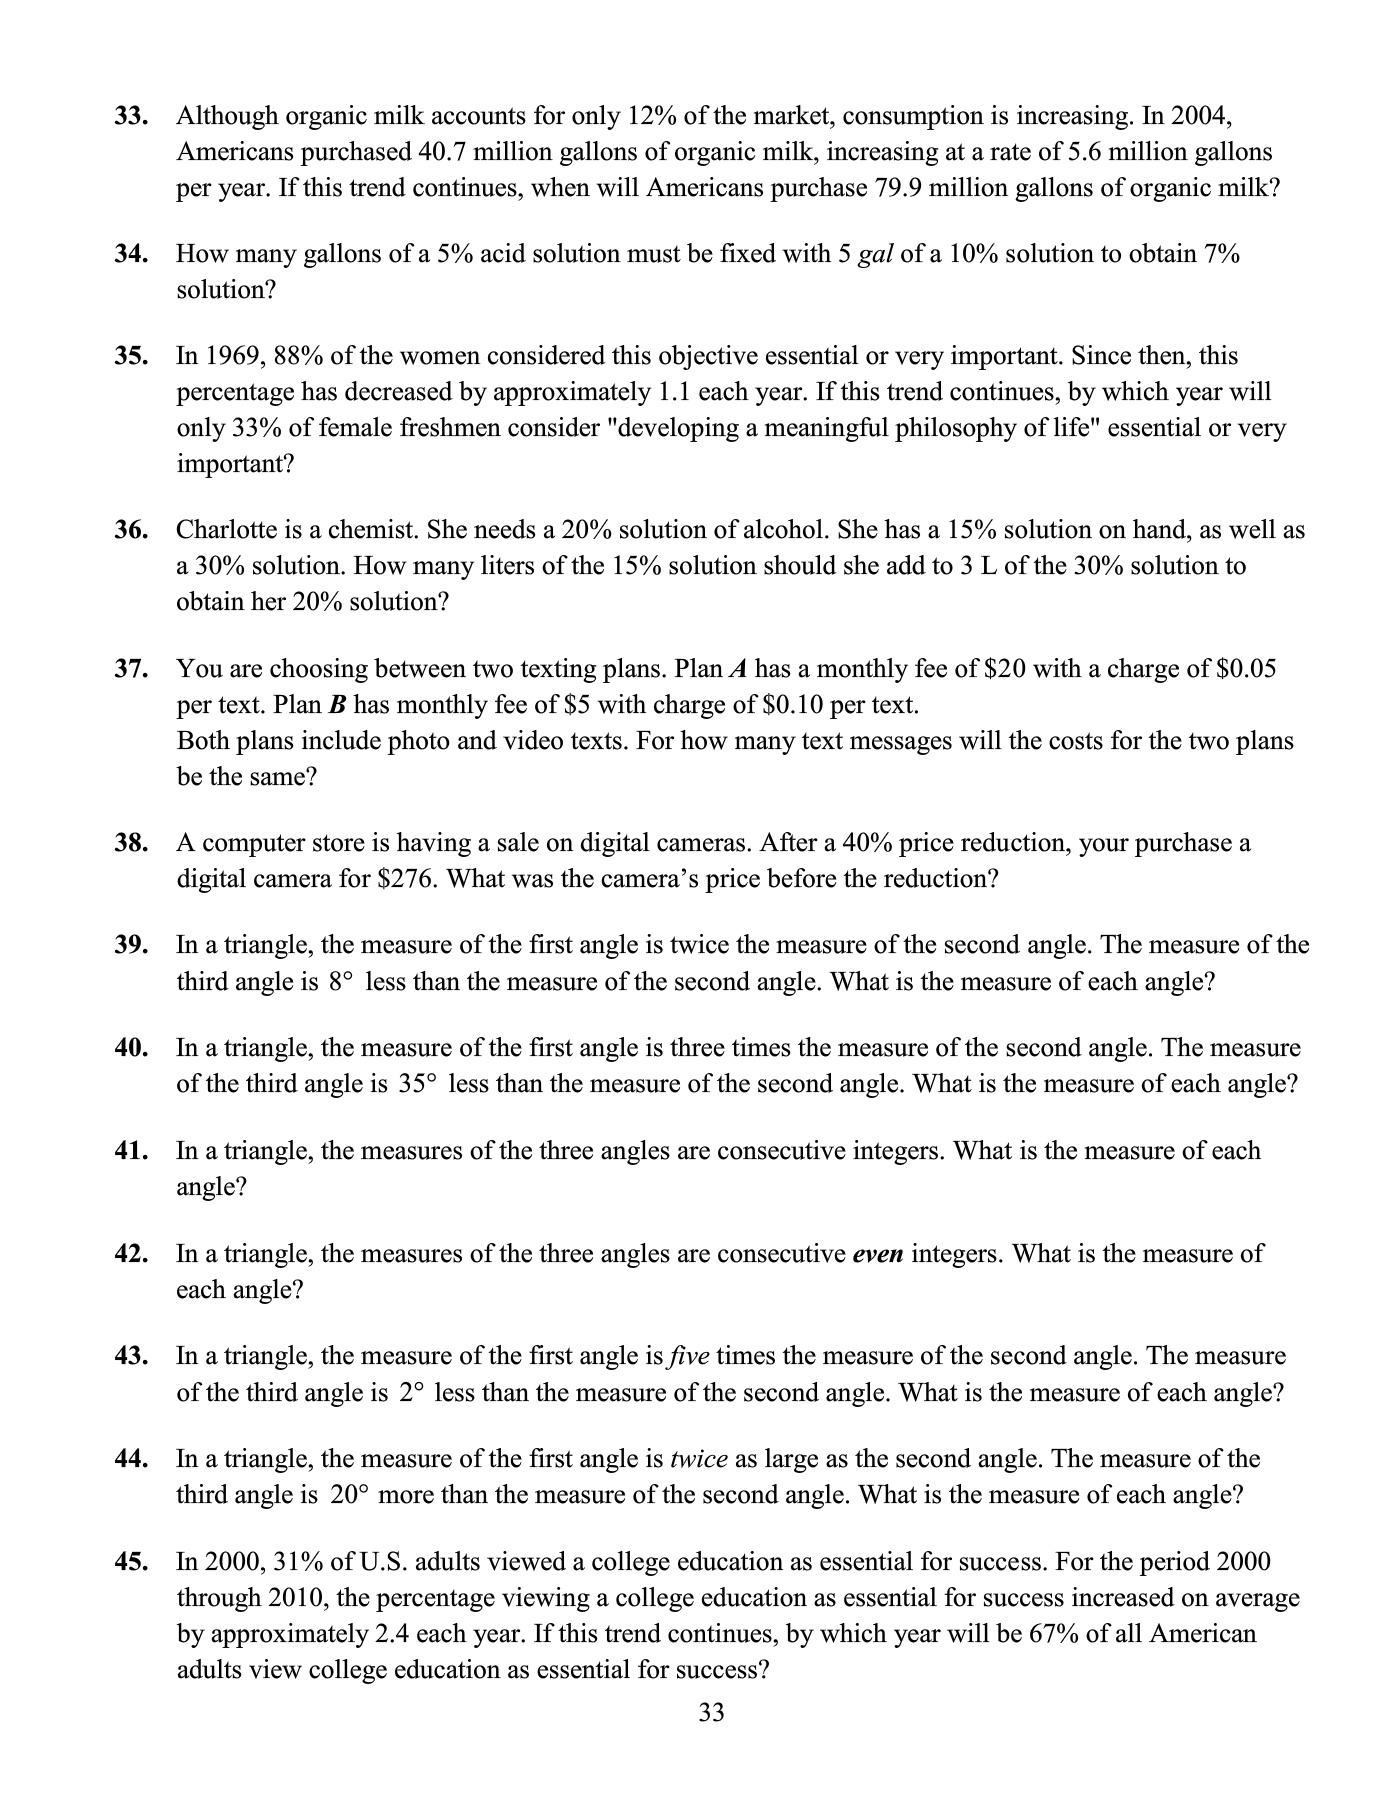 33. Although organic milk accounts for only 12% of the market, consumption is increasing. In 2004,
Americans purchased 40.7 million gallons of organic milk, increasing at a rate of 5.6 million gallons
per year. If this trend continues, when will Americans purchase 79.9 million gallons of organic milk?
34. How many gallons of a 5% acid solution must be fixed with 5 gal of a 10% solution to obtain 7%
solution?
35. In 1969, 88% of the women considered this objective essential or very important. Since then, this
percentage has decreased by approximately 1.1 each year. If this trend continues, by which year will
only 33% of female freshmen consider "developing a meaningful philosophy of life" essential or very
important?
36. Charlotte is a chemist. She needs a 20% solution of alcohol. She has a 15% solution on hand, as well as
a 30% solution. How many liters of the 15% solution should she add to 3 L of the 30% solution to
obtain her 20% solution?
37. You are choosing between two texting plans. Plan A has a monthly fee of $20 with a charge of $0.05
per text. Plan B has monthly fee of $5 with charge of $0.10 per text.
Both plans include photo and video texts. For how many text messages will the costs for the two plans
be the same?
38. A computer store is having a sale on digital cameras. After a 40% price reduction, your purchase a
digital camera for $276. What was the camera’s price before the reduction?
39. In a triangle, the measure of the first angle is twice the measure of the second angle. The measure of the
third angle is 8° less than the measure of the second angle. What is the measure of each angle?
40. In a triangle, the measure of the first angle is three times the measure of the second angle. The measure
of the third angle is 35° less than the measure of the second angle. What is the measure of each angle?
41. In a triangle, the measures of the three angles are consecutive integers. What is the measure of each
angle?
42. In a triangle, the measures of the three angles are consecutive even integers. What is the measure of
each angle?
43. In a triangle, the measure of the first angle is five times the measure of the second angle. The measure
of the third angle is 2° less than the measure of the second angle. What is the measure of each angle?
44. In a triangle, the measure of the first angle is twice as large as the second angle. The measure of the
third angle is 20° more than the measure of the second angle. What is the measure of each angle?
45. In 2000, 31% of U.S. adults viewed a college education as essential for success. For the period 2000
through 2010, the percentage viewing a college education as essential for success increased on average
by approximately 2.4 each year. If this trend continues, by which year will be 67% of all American
adults view college education as essential for success?
33